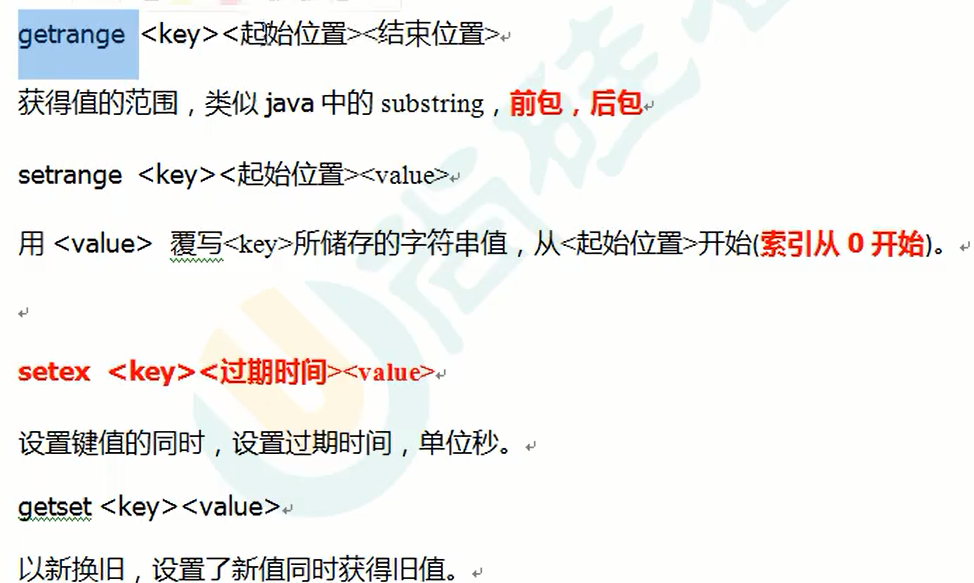 getrange <key><起始位置><结束位置>
获得值的范围，类似 java 中的 substring，前包，后包
setrange <key><起始位置><value>
用 <value> 覆写<key>所储存的字符串值，从<起始位置>开始(索引从 0 开始)。
setex <key><过期时间><value>
设置键值的同时，设置过期时间，单位秒。
getset <key><value>
以新换旧，设置了新值同时获得旧值。
尚硅